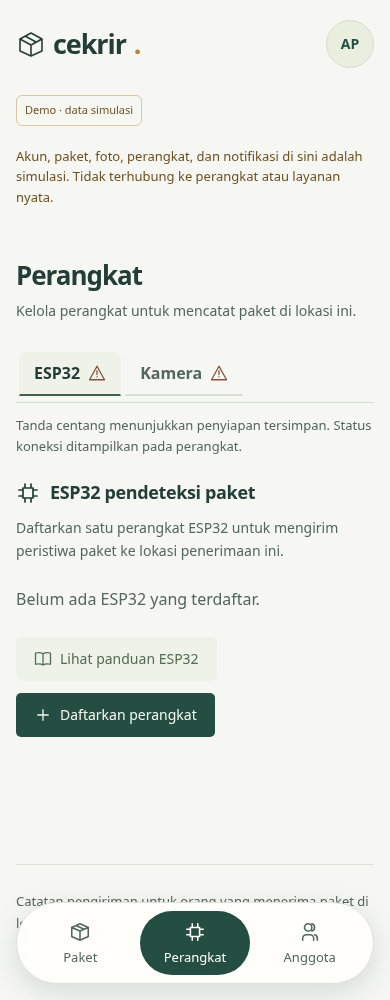 cekrir .
AP
Demo · data simulasi
Akun, paket, foto, perangkat, dan notifikasi di sini adalah
simulasi. Tidak terhubung ke perangkat atau layanan
nyata.
Perangkat
Kelola perangkat untuk mencatat paket di lokasi ini.
ESP32
Kamera
Tanda centang menunjukkan penyiapan tersimpan. Status
koneksi ditampilkan pada perangkat.
ESP32 pendeteksi paket
Daftarkan satu perangkat ESP32 untuk mengirim
peristiwa paket ke lokasi penerimaan ini.
Belum ada ESP32 yang terdaftar.
Lihat panduan ESP32
Daftarkan perangkat
Catatan pengiriman untuk orang yang menerima paket di
Paket
Perangkat
Anggota